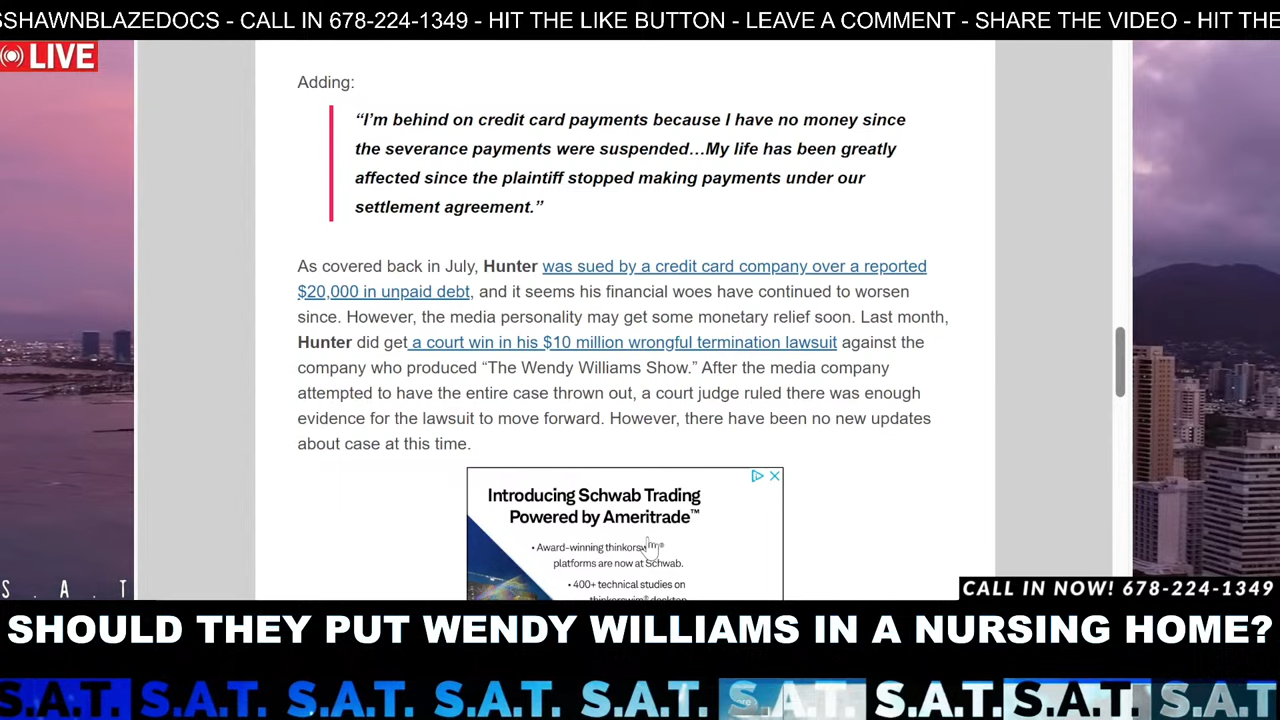 SSHAWNBLAZEDOCS - CALL IN 678-224-1349 - HIT THE LIKE BUTTON - LEAVE A COMMENT - SHARE THE VIDEO - HIT THE
LIVE
Adding:
“I’m behind on credit card payments because I have no money since
the severance payments were suspended…My life has been greatly
affected since the plaintiff stopped making payments under our
settlement agreement.”
As covered back in July, Hunter was sued by a credit card company over a reported
$20,000 in unpaid debt, and it seems his financial woes have continued to worsen
since. However, the media personality may get some monetary relief soon. Last month,
Hunter did get a court win in his $10 million wrongful termination lawsuit against the
company who produced “The Wendy Williams Show.” After the media company
attempted to have the entire case thrown out, a court judge ruled there was enough
evidence for the lawsuit to move forward. However, there have been no new updates
about case at this time.
Introducing Schwab Trading
Powered by Ameritrade™
• Award-winning
platforms are now at Schwab.
• 400+ technical studies on
thinkorswim® desktop
S . A . T
CALL IN NOW! 678-224-1349
SHOULD THEY PUT WENDY WILLIAMS IN A NURSING HOME?
S.A.T. S.A.T. S.A.T. S.A.T. S.A.T. S.A.T. S.A.T. S.A.T. S.A.T